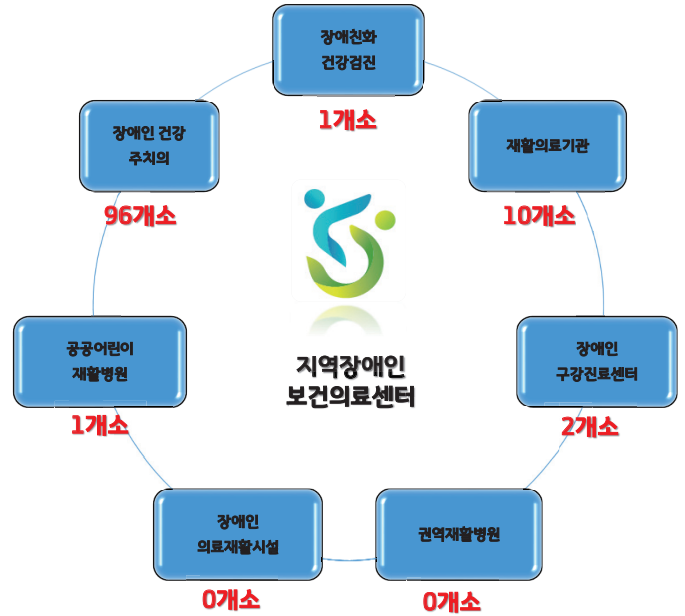 장애친화
건강검진
1개소
장애인 건강
주치의
96개소
재활의료기관
10개소
지역장애인
보건의료센터
공공어린이
재활병원
1개소
장애인
구강진료센터
2개소
장애인
의료재활시설
0개소
권역재활병원
0개소